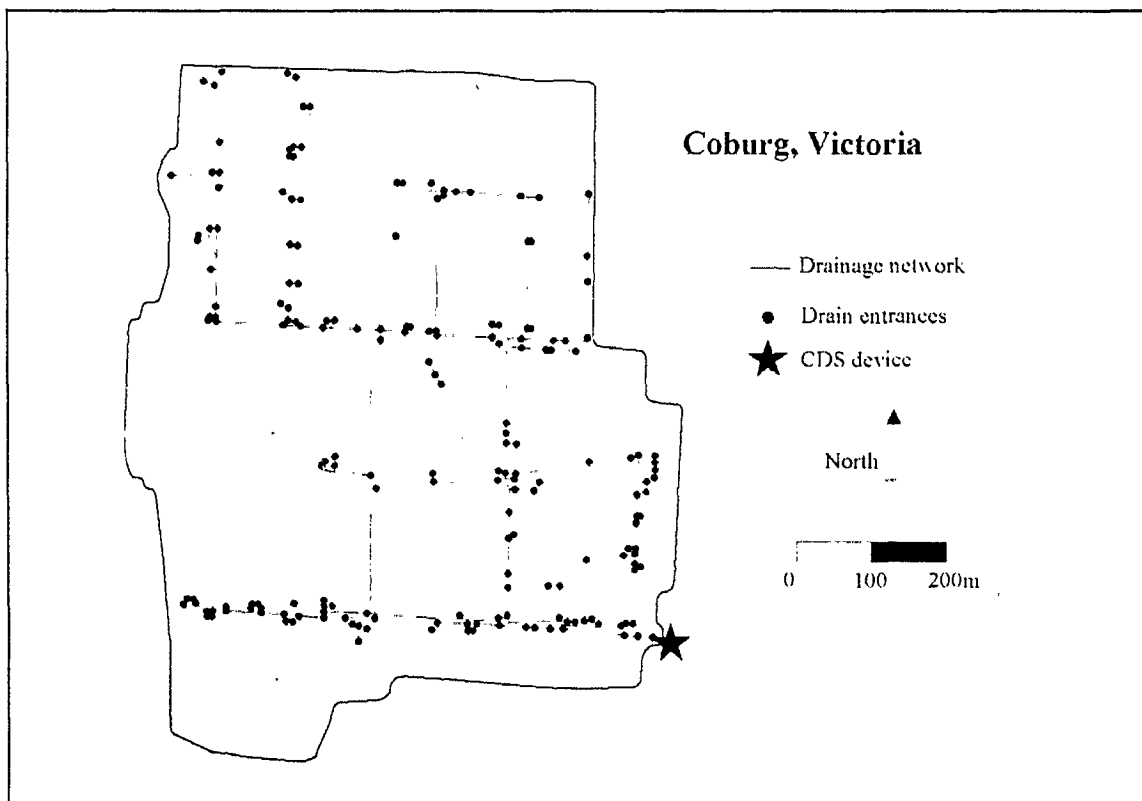 Coburg, Victoria
Drainage network
Drain entrances
CDS device
North
0 100 200m